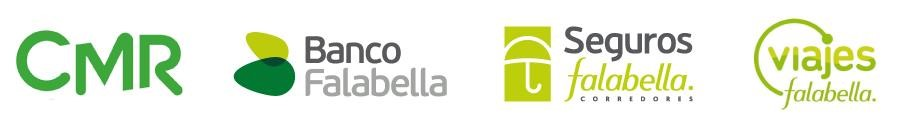 CMR
Banco
Falabella
Seguros
falabella.
CORREDORES
viajes
falabella.